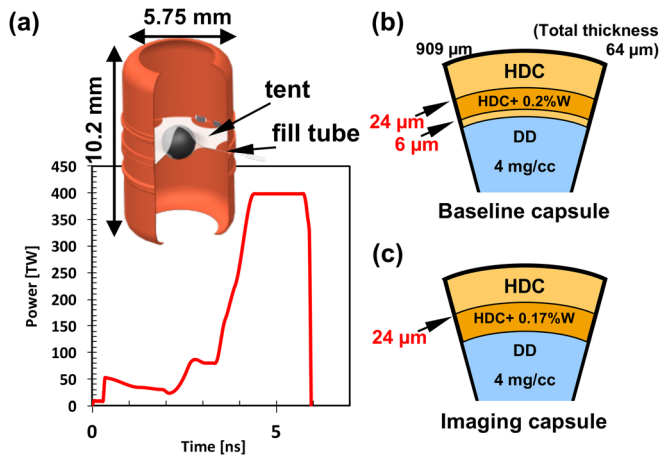 (a)
5.75 mm
10.2 mm
tent
fill tube
450
400
350
300
250
200
150
100
50
0
Power [TW]
0
5
Time [ns]
(b)
909 μm
(Total thickness
64 μm)
HDC
HDC+ 0.2%W
24 μm
6 μm
DD
4 mg/cc
Baseline capsule
(c)
HDC
HDC+ 0.17%W
24 μm
DD
4 mg/cc
Imaging capsule